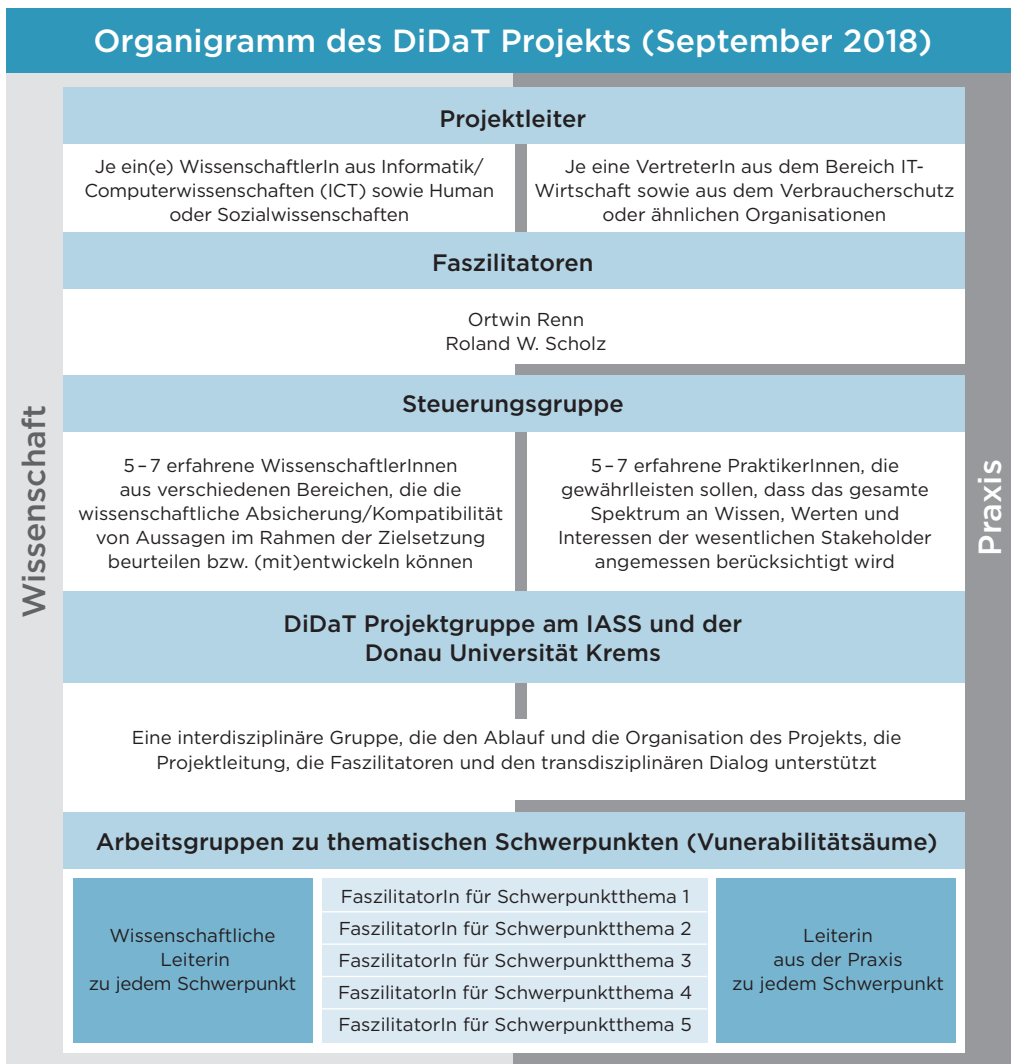 Organigramm des DiDaT Projekts (September 2018)
Wissenschaft
Praxis
Projektleiter
Je ein(e) WissenschaftlerIn aus Informatik/
Computerwissenschaften (ICT) sowie Human
oder Sozialwissenschaften
Je eine VertreterIn aus dem Bereich IT-
Wirtschaft sowie aus dem Verbraucherschutz
oder ähnlichen Organisationen
Faszilitatoren
Ortwin Renn
Roland W. Scholz
Steuerungsgruppe
5–7 erfahrene WissenschaftlerInnen
aus verschiedenen Bereichen, die die
wissenschaftliche Absicherung/Kompatibilität
von Aussagen im Rahmen der Zielsetzung
beurteilen bzw. (mit)entwickeln können
5–7 erfahrene PraktikerInnen, die
gewährlleisten sollen, dass das gesamte
Spektrum an Wissen, Werten und
Interessen der wesentlichen Stakeholder
angemessen berücksichtigt wird
DiDaT Projektgruppe am IASS und der
Donau Universität Krems
Eine interdisziplinäre Gruppe, die den Ablauf und die Organisation des Projekts, die
Projektleitung, die Faszilitatoren und den transdisziplinären Dialog unterstützt
Arbeitsgruppen zu thematischen Schwerpunkten (Vunerabilitätsäume)
Wissenschaftliche
Leiterin
zu jedem Schwerpunkt
FaszilitatorIn für Schwerpunktthema 1
FaszilitatorIn für Schwerpunktthema 2
FaszilitatorIn für Schwerpunktthema 3
FaszilitatorIn für Schwerpunktthema 4
FaszilitatorIn für Schwerpunktthema 5
Leiterin
aus der Praxis
zu jedem Schwerpunkt